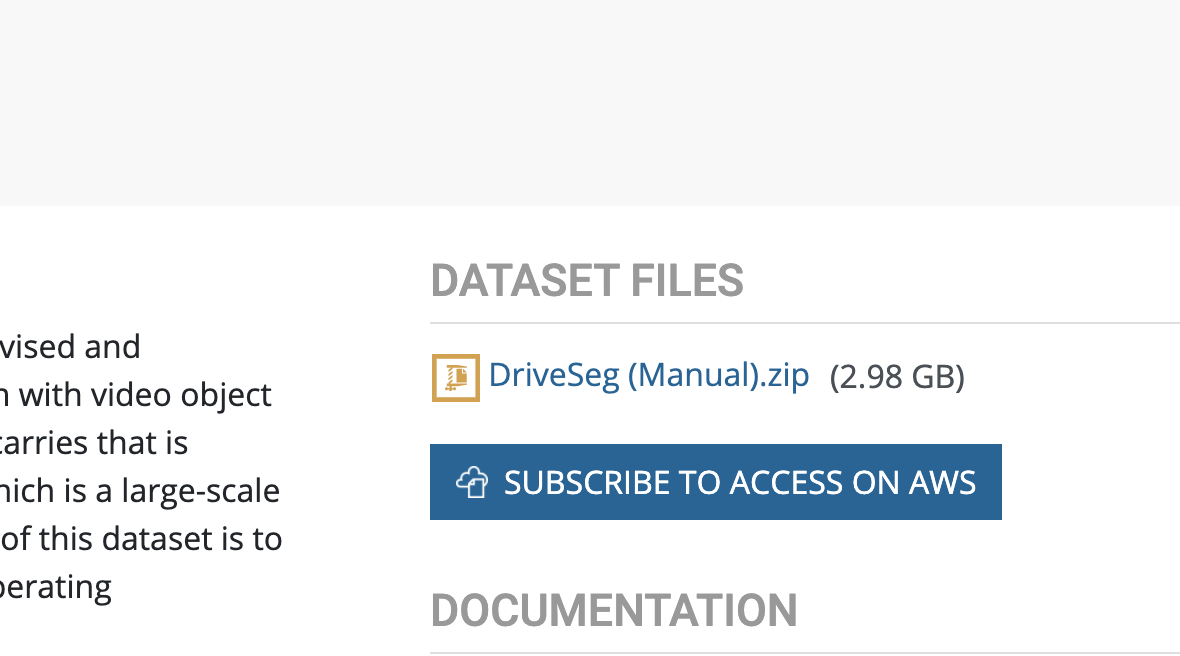 vised and
with video object
carries that is
hich is a large-scale
of this dataset is to
perating
DATASET FILES
DriveSeg (Manual).zip (2.98 GB)
SUBSCRIBE TO ACCESS ON AWS
DOCUMENTATION